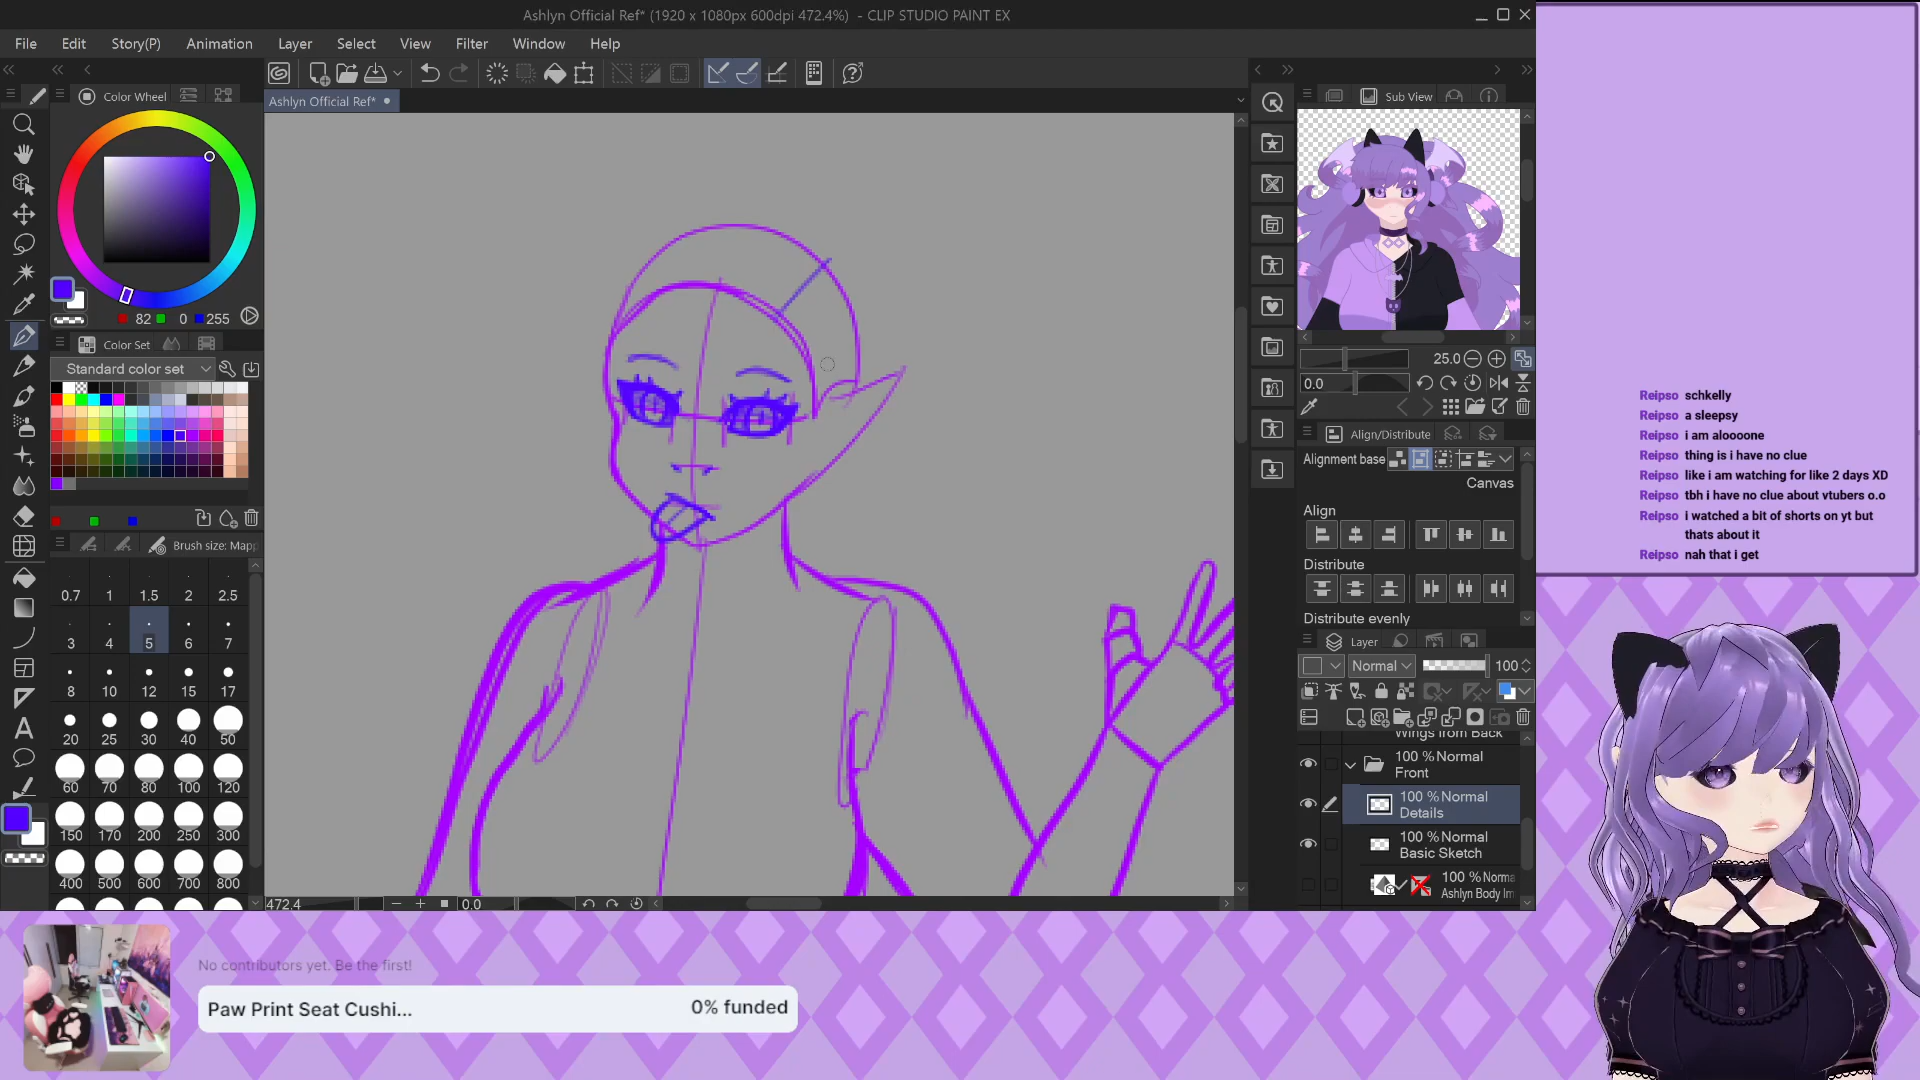 Ashlyn Official Ref* (1920 x 1080px 600dpi 472.4%) - CLIP STUDIO PAINT EX
File Edit Story(P) Animation Layer Select View Filter Window Help
Ashlyn Official Ref*
Color Wheel
82 0 255
Color Set
Standard color set
Brush size: Mapp
0.7 1 1.5 2 2.5
3 4 5 6 7
8 10 12 15 17
20 25 30 40 50
60 70 80 100 120
150 170 200 250 300
400 500 600 700 800
472.4 0.0
Sub View
25.0
0.0
Align/Distribute
Alignment base
Canvas
Align
Distribute
Distribute evenly
Layer
Normal 100
Wings from Back
100 % Normal
Front
100 % Normal
Details
100 % Normal
Basic Sketch
100 % Norma
Ashlyn Body Im
Reipso schkelly
Reipso a sleepsy
Reipso i am aloooone
Reipso thing is i have no clue
Reipso like i am watching for like 2 days XD
Reipso tbh i have no clue about vtubers o.o
Reipso i watched a bit of shorts on yt but
thats about it
Reipso nah that i get
No contributors yet. Be the first!
Paw Print Seat Cushi... 0% funded